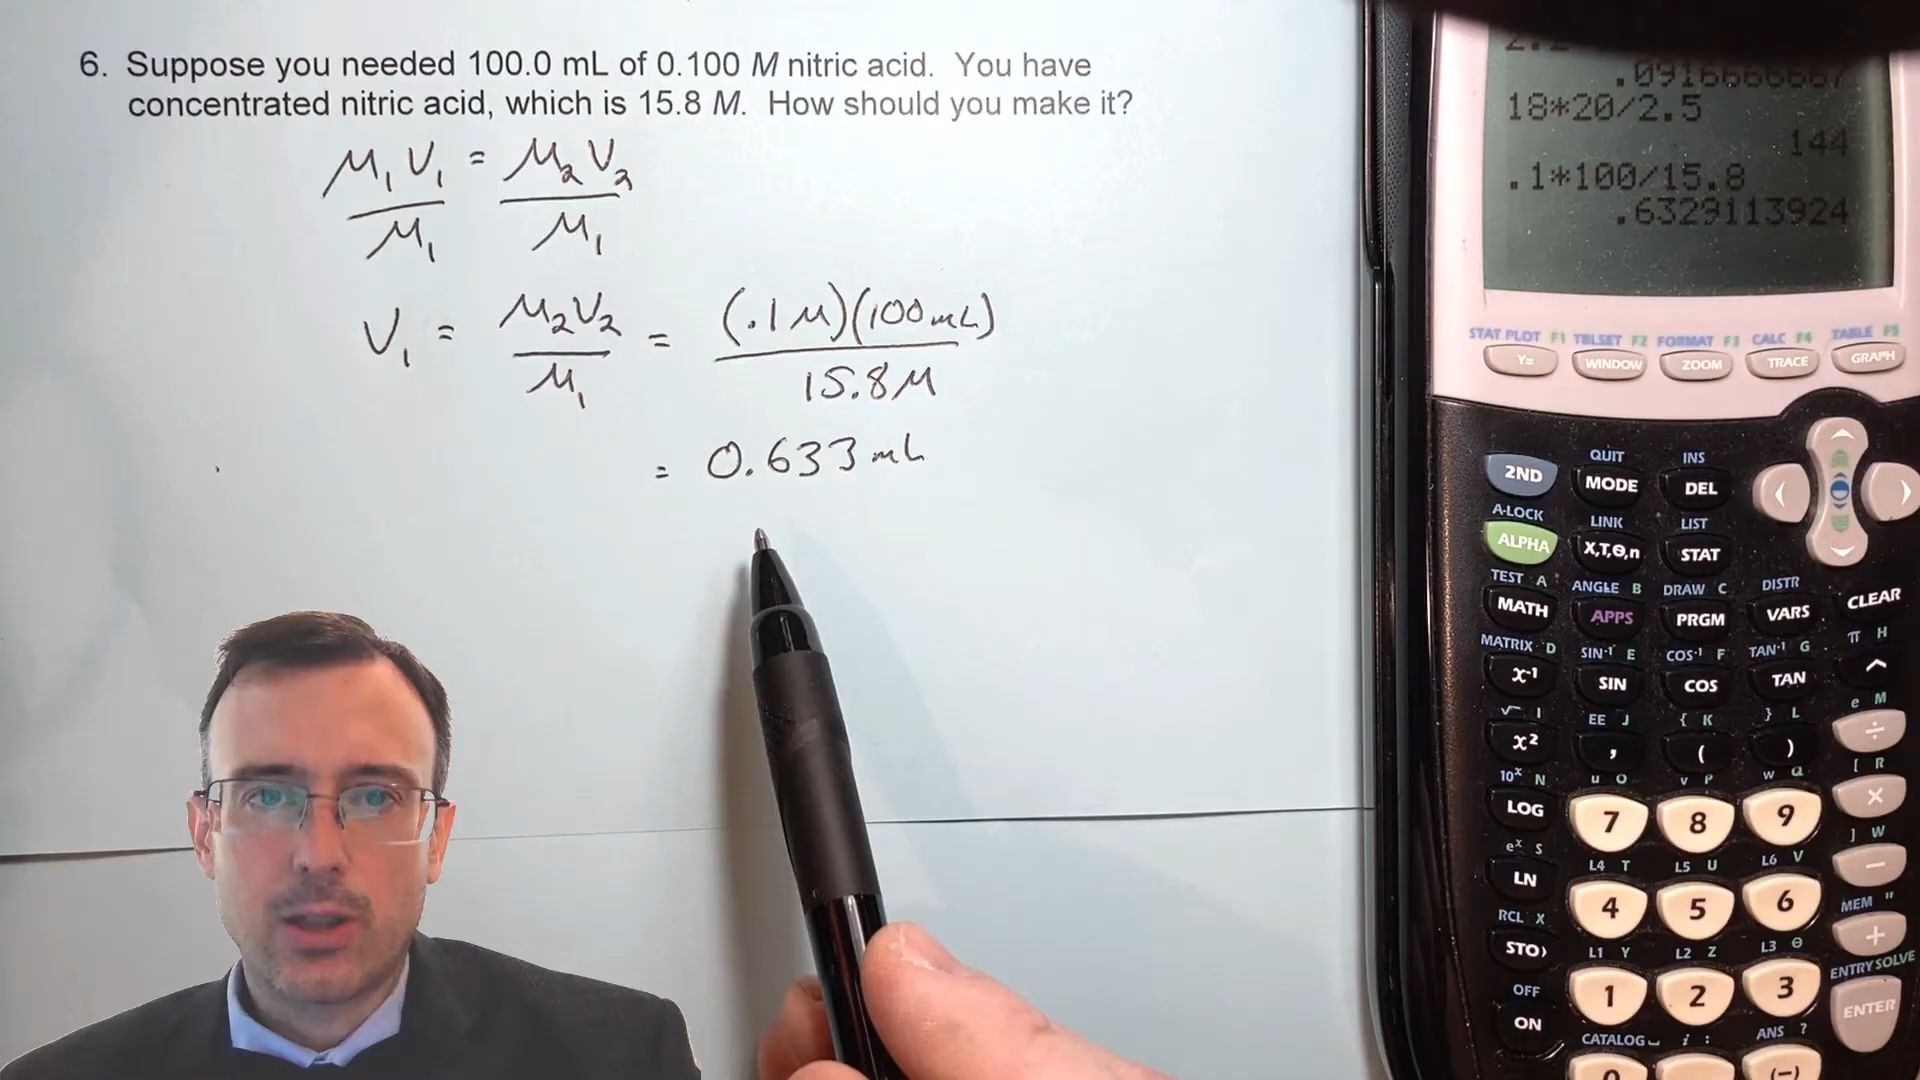 6. Suppose you needed 100.0 mL of 0.100 M nitric acid. You have
concentrated nitric acid, which is 15.8 M. How should you make it?
M₁V₁ = M₂V₂
M₁ M₁
V₁ = M₂V₂ = (.1M)(100mL)
M₁ 15.8M
= 0.633mL
.0916666667
18*20/2.5
144
.1*100/15.8
.6329113924
STAT PLOT F1 TBLSET F2 FORMAT F3 CALC F4 TABLE F5
Y= WINDOW ZOOM TRACE GRAPH
QUIT INS
2ND MODE DEL
A-LOCK LINK LIST
ALPHA X,T,Θ,n STAT
TEST A ANGLE B DRAW C DISTR
MATH APPS PRGM VARS CLEAR
MATRIX D SIN⁻¹ E COS⁻¹ F TAN⁻¹ G π H
x⁻¹ SIN COS TAN ^
√ I EE J { K } L e M
x² , ( ) ÷
10ˣ N u O v P w Q [ R
LOG 7 8 9 ×
eˣ S L4 T L5 U L6 V ] W
LN 4 5 6 −
RCL X L1 Y L2 Z L3 Θ MEM "
STO› 1 2 3 +
OFF CATALOG i : ANS ? ENTRY SOLVE
ON 0 (−) ENTER